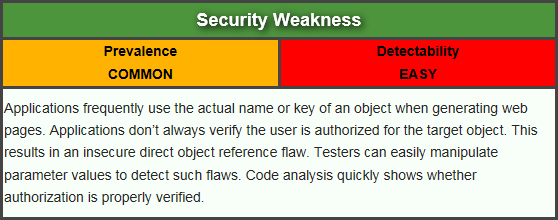 Security Weakness
Prevalence
COMMON
Detectability
EASY
Applications frequently use the actual name or key of an object when generating web
pages. Applications don’t always verify the user is authorized for the target object. This
results in an insecure direct object reference flaw. Testers can easily manipulate
parameter values to detect such flaws. Code analysis quickly shows whether
authorization is properly verified.